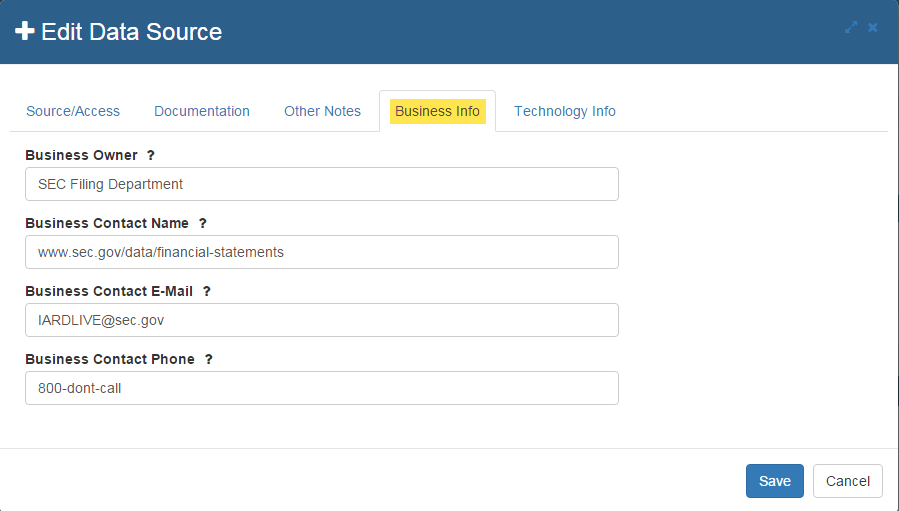 Edit Data Source
Source/Access Documentation Other Notes Business Info Technology Info
Business Owner ?
SEC Filing Department
Business Contact Name ?
www.sec.gov/data/financial-statements
Business Contact E-Mail ?
IARDLIVE@sec.gov
Business Contact Phone ?
800-dont-call
Save Cancel